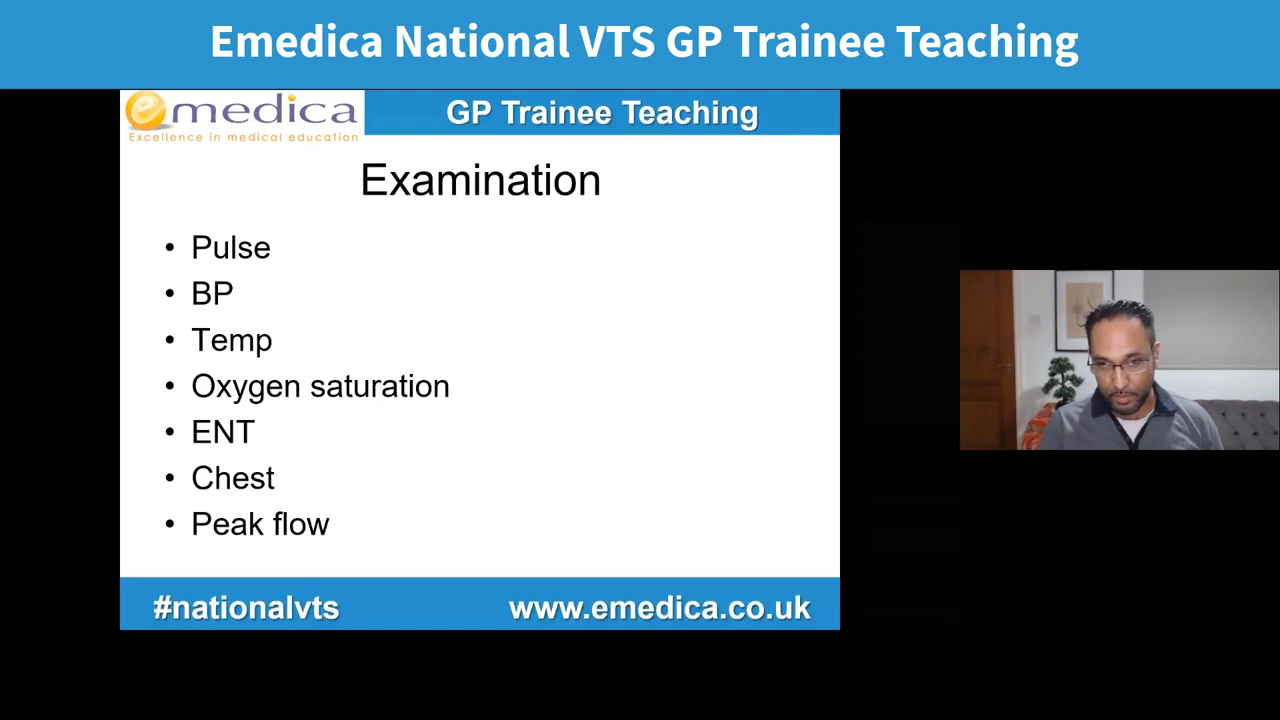 Emedica National VTS GP Trainee Teaching
emedica
Excellence in medical education
GP Trainee Teaching
Examination
• Pulse
• BP
• Temp
• Oxygen saturation
• ENT
• Chest
• Peak flow
#nationalvts
www.emedica.co.uk